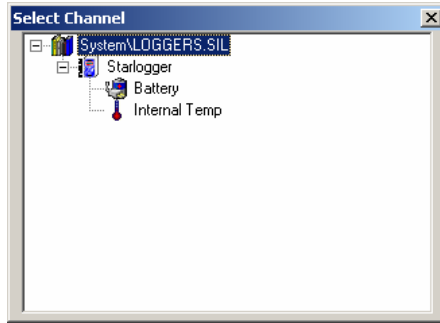 Select Channel
System\LOGGERS.SIL
Starlogger
Battery
Internal Temp